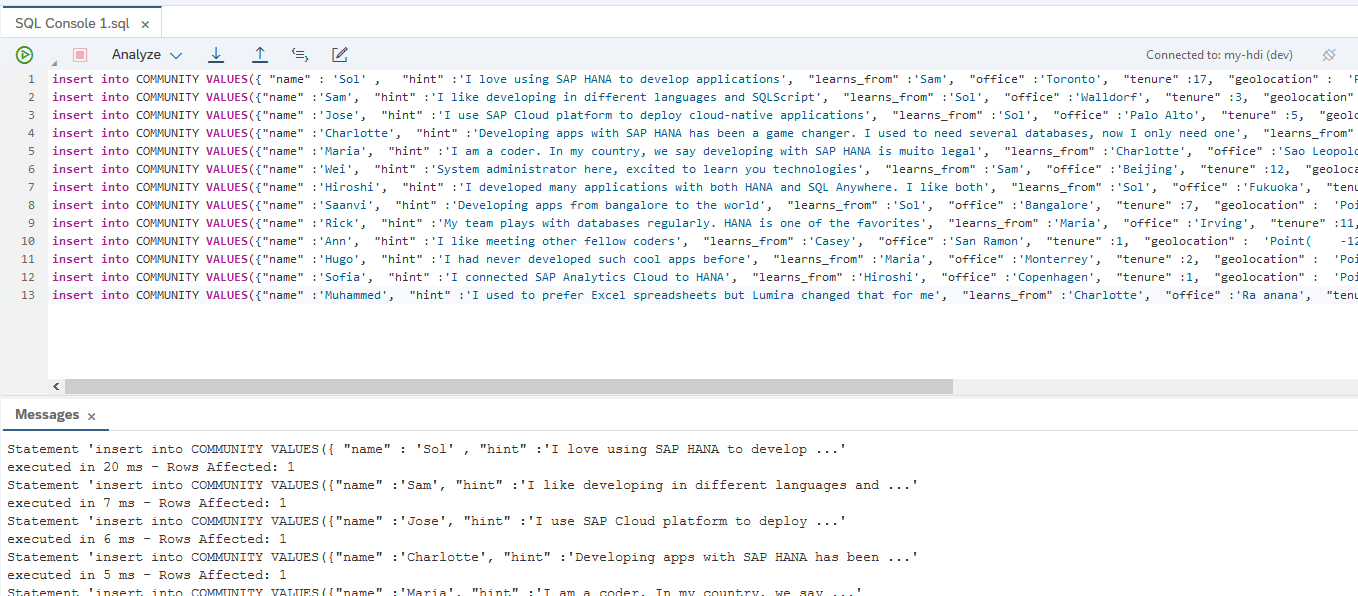 SQL Console 1.sql ×
Analyze Connected to: my-hdi (dev)
1 insert into COMMUNITY VALUES({ "name" : 'Sol' , "hint" :'I love using SAP HANA to develop applications', "learns_from" :'Sam', "office" :'Toronto', "tenure" :17, "geolocation" :
2 insert into COMMUNITY VALUES({"name" :'Sam', "hint" :'I like developing in different languages and SQLScript', "learns_from" :'Sol', "office" :'Walldorf', "tenure" :3, "geolocation"
3 insert into COMMUNITY VALUES({"name" :'Jose', "hint" :'I use SAP Cloud platform to deploy cloud-native applications', "learns_from" :'Sol', "office" :'Palo Alto', "tenure" :5,
4 insert into COMMUNITY VALUES({"name" :'Charlotte', "hint" :'Developing apps with SAP HANA has been a game changer. I used to need several databases, now I only need one', "learns_from"
5 insert into COMMUNITY VALUES({"name" :'Maria', "hint" :'I am a coder. In my country, we say developing with SAP HANA is muito legal', "learns_from" :'Charlotte', "office" :'Sao Leopol
6 insert into COMMUNITY VALUES({"name" :'Wei', "hint" :'System administrator here, excited to learn you technologies', "learns_from" :'Sam', "office" :'Beijing', "tenure" :12, "geoloca
7 insert into COMMUNITY VALUES({"name" :'Hiroshi', "hint" :'I developed many applications with both HANA and SQL Anywhere. I like both', "learns_from" :'Sol', "office" :'Fukuoka', "tenu
8 insert into COMMUNITY VALUES({"name" :'Saanvi', "hint" :'Developing apps from bangalore to the world', "learns_from" :'Sol', "office" :'Bangalore', "tenure" :7, "geolocation" : 'Poi
9 insert into COMMUNITY VALUES({"name" :'Rick', "hint" :'My team plays with databases regularly. HANA is one of the favorites', "learns_from" :'Maria', "office" :'Irving', "tenure" :11,
10 insert into COMMUNITY VALUES({"name" :'Ann', "hint" :'I like meeting other fellow coders', "learns_from" :'Casey', "office" :'San Ramon', "tenure" :1, "geolocation" : 'Point( -12
11 insert into COMMUNITY VALUES({"name" :'Hugo', "hint" :'I had never developed such cool apps before', "learns_from" :'Maria', "office" :'Monterrey', "tenure" :2, "geolocation" : 'Poi
12 insert into COMMUNITY VALUES({"name" :'Sofia', "hint" :'I connected SAP Analytics Cloud to HANA', "learns_from" :'Hiroshi', "office" :'Copenhagen', "tenure" :1, "geolocation" : 'Poi
13 insert into COMMUNITY VALUES({"name" :'Muhammed', "hint" :'I used to prefer Excel spreadsheets but Lumira changed that for me', "learns_from" :'Charlotte', "office" :'Ra anana', "tenu
Messages ×
Statement 'insert into COMMUNITY VALUES({ "name" : 'Sol' , "hint" :'I love using SAP HANA to develop ...'
executed in 20 ms - Rows Affected: 1
Statement 'insert into COMMUNITY VALUES({"name" :'Sam', "hint" :'I like developing in different languages and ...'
executed in 7 ms - Rows Affected: 1
Statement 'insert into COMMUNITY VALUES({"name" :'Jose', "hint" :'I use SAP Cloud platform to deploy ...'
executed in 6 ms - Rows Affected: 1
Statement 'insert into COMMUNITY VALUES({"name" :'Charlotte', "hint" :'Developing apps with SAP HANA has been ...'
executed in 5 ms - Rows Affected: 1
Statement 'insert into COMMUNITY VALUES({"name" :'Maria', "hint" :'I am a coder. In my country, we say ...'